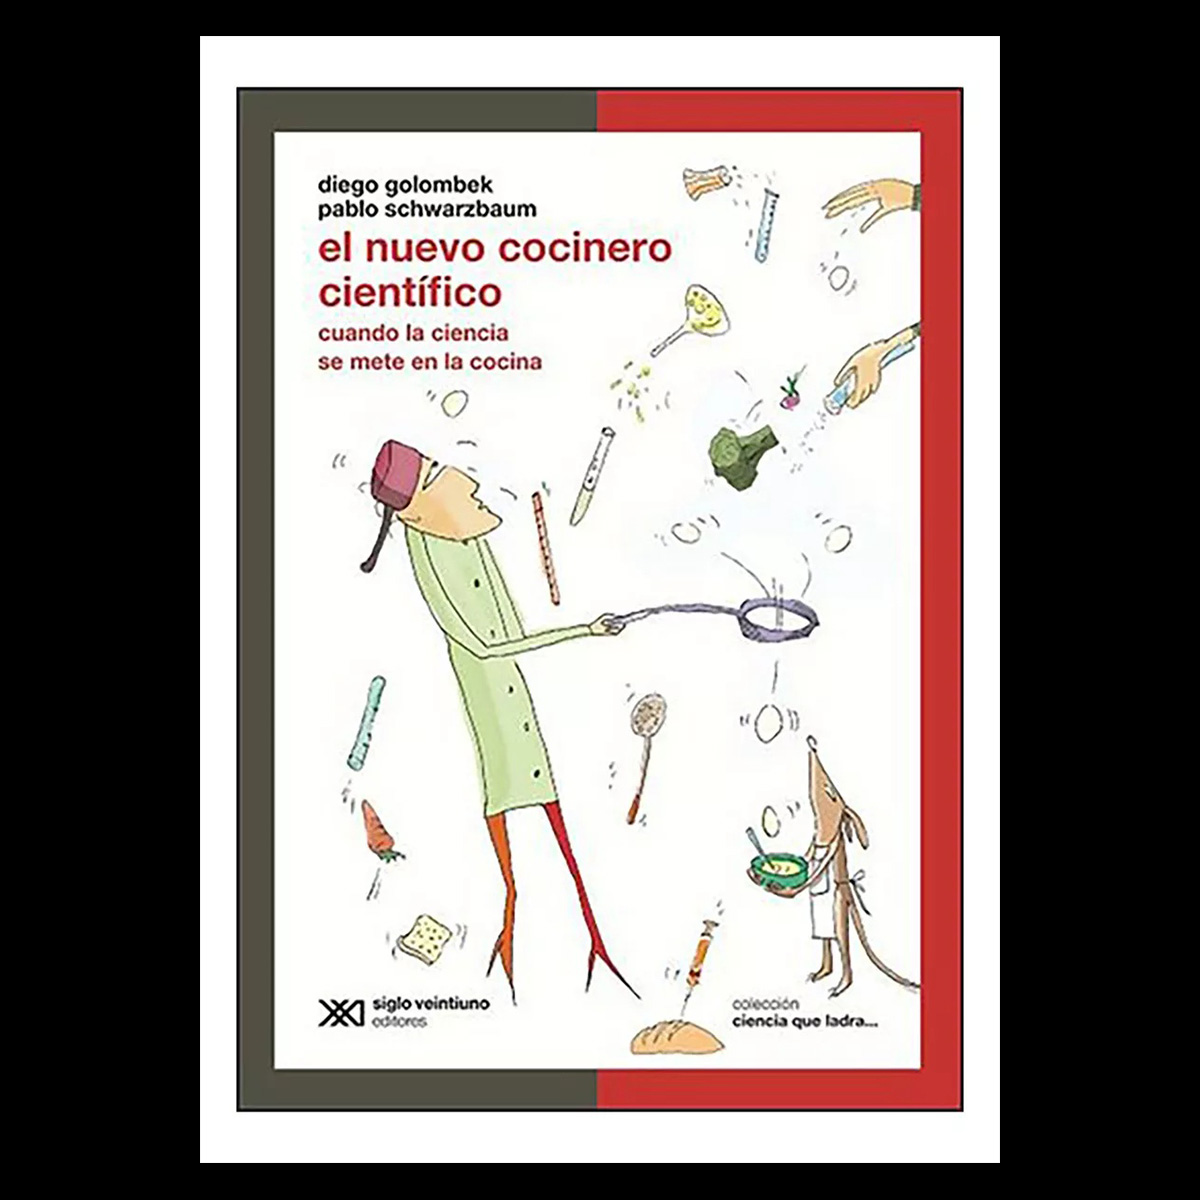 diego golombek
pablo schwarzbaum
el nuevo cocinero
científico
cuando la ciencia
se mete en la cocina
siglo veintiuno
editores
colección
ciencia que ladra...